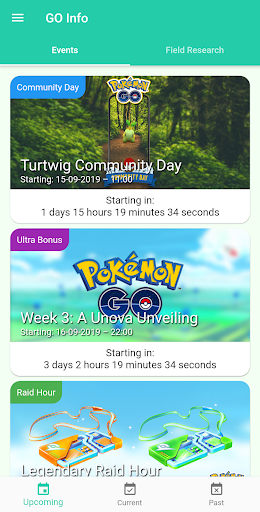 GO Info
Events
Field Research
Community Day
POKÉMON
GO
Turtwig Community Day
Starting: 15-09-2019 – 11:00
Starting in:
1 days 15 hours 19 minutes 34 seconds
Ultra Bonus
POKÉMON
GO
Week 3: A Unova Unveiling
Starting: 16-09-2019 – 22:00
Starting in:
3 days 2 hours 19 minutes 34 seconds
Raid Hour
Legendary Raid Hour
POKÉMON
Upcoming
Current
Past